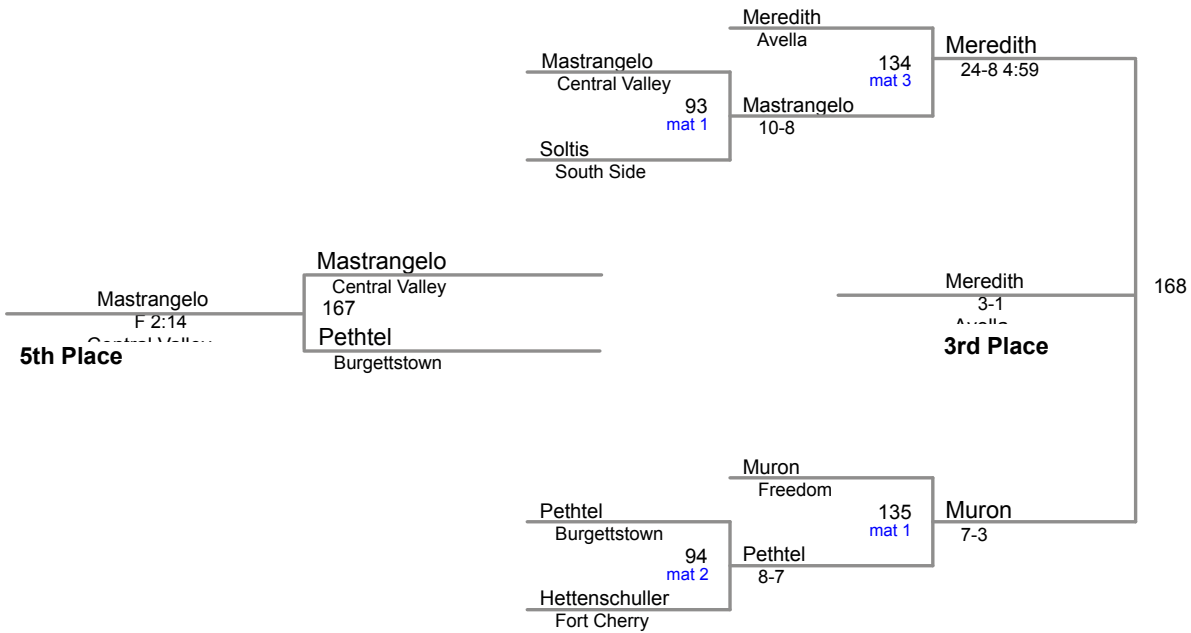 Meredith
Avella
Mastrangelo
Central Valley
93
mat 1
Soltis
South Side
134
mat 3
Mastrangelo
10-8
Meredith
24-8 4:59
Mastrangelo
Central Valley
167
Pethtel
Burgettstown
Mastrangelo
F 2:14
Central Valley
5th Place
Meredith
3-1
Avella
3rd Place
168
Muron
Freedom
135
mat 1
Muron
7-3
Pethtel
Burgettstown
94
mat 2
Pethtel
8-7
Hettenschuller
Fort Cherry